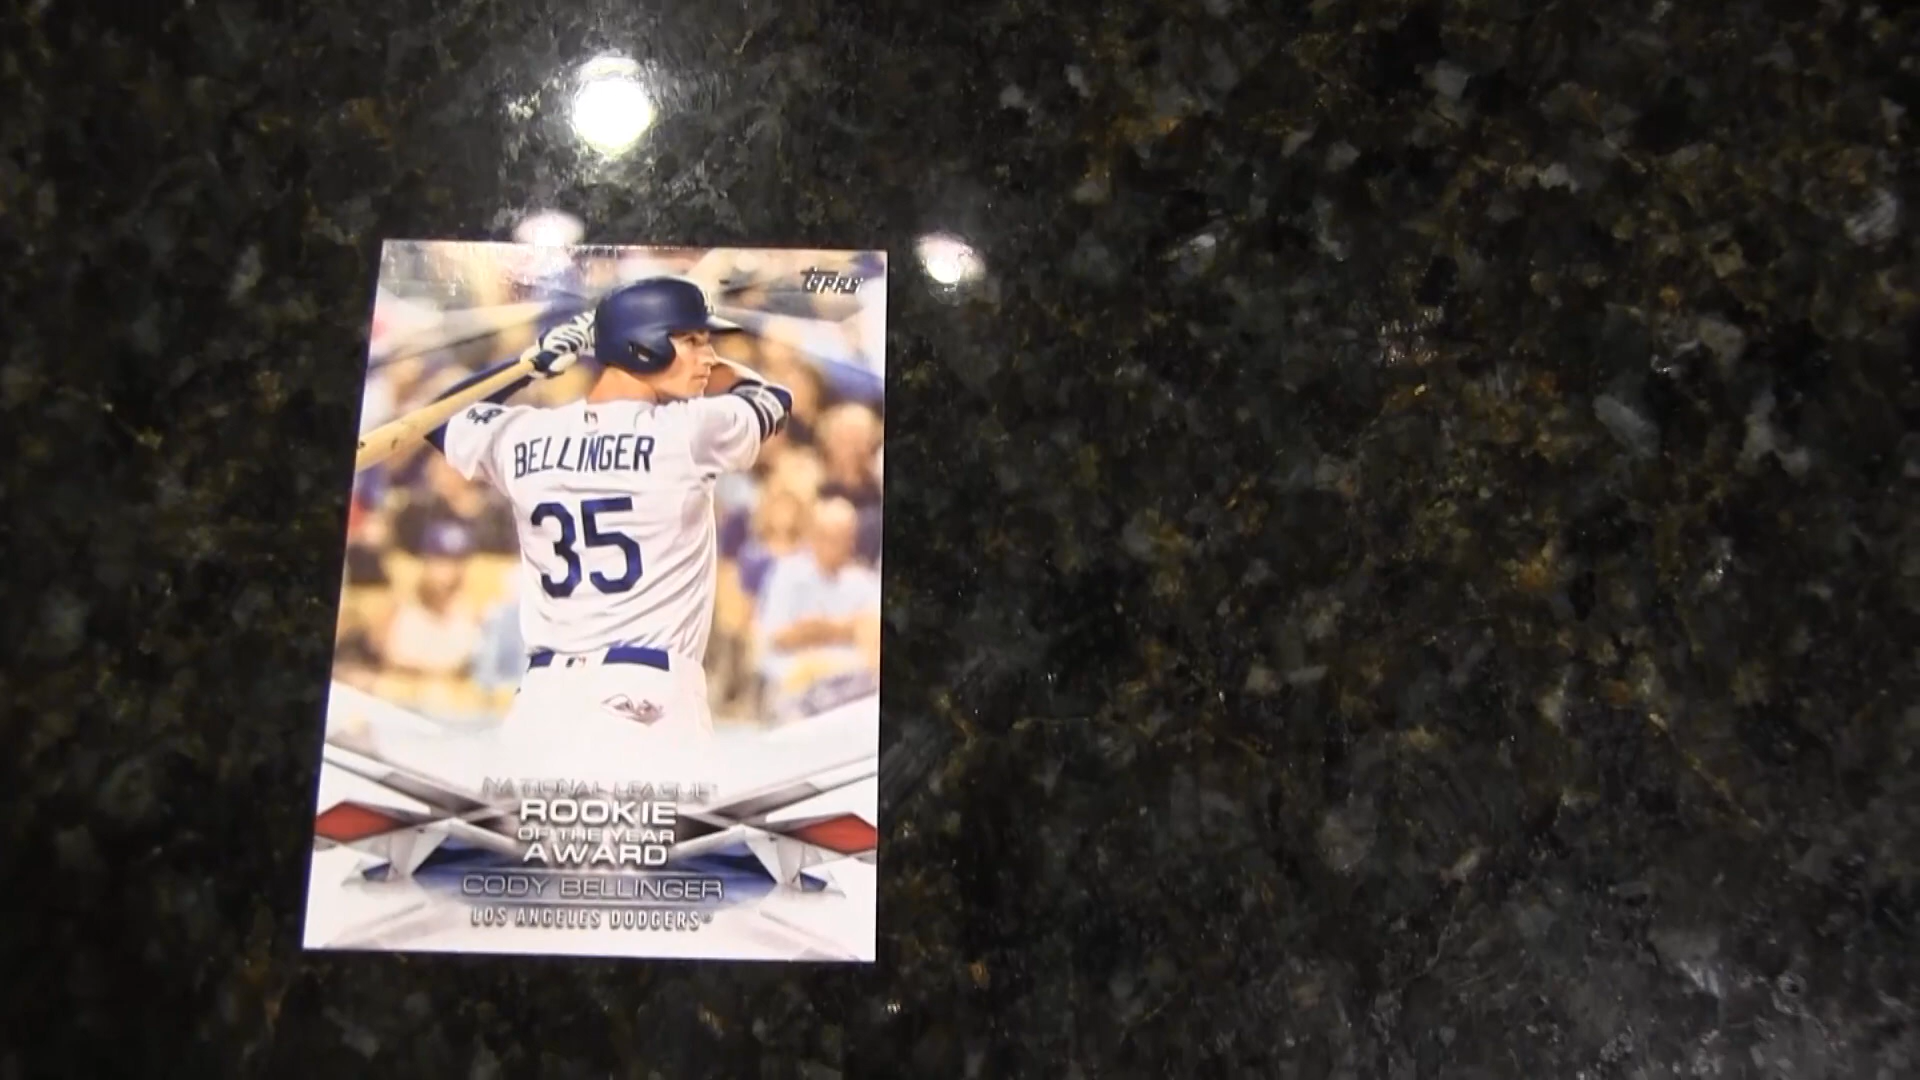 Topps
BELLINGER
35
NATIONAL LEAGUE
ROOKIE
OF THE YEAR
AWARD
CODY BELLINGER
LOS ANGELES DODGERS